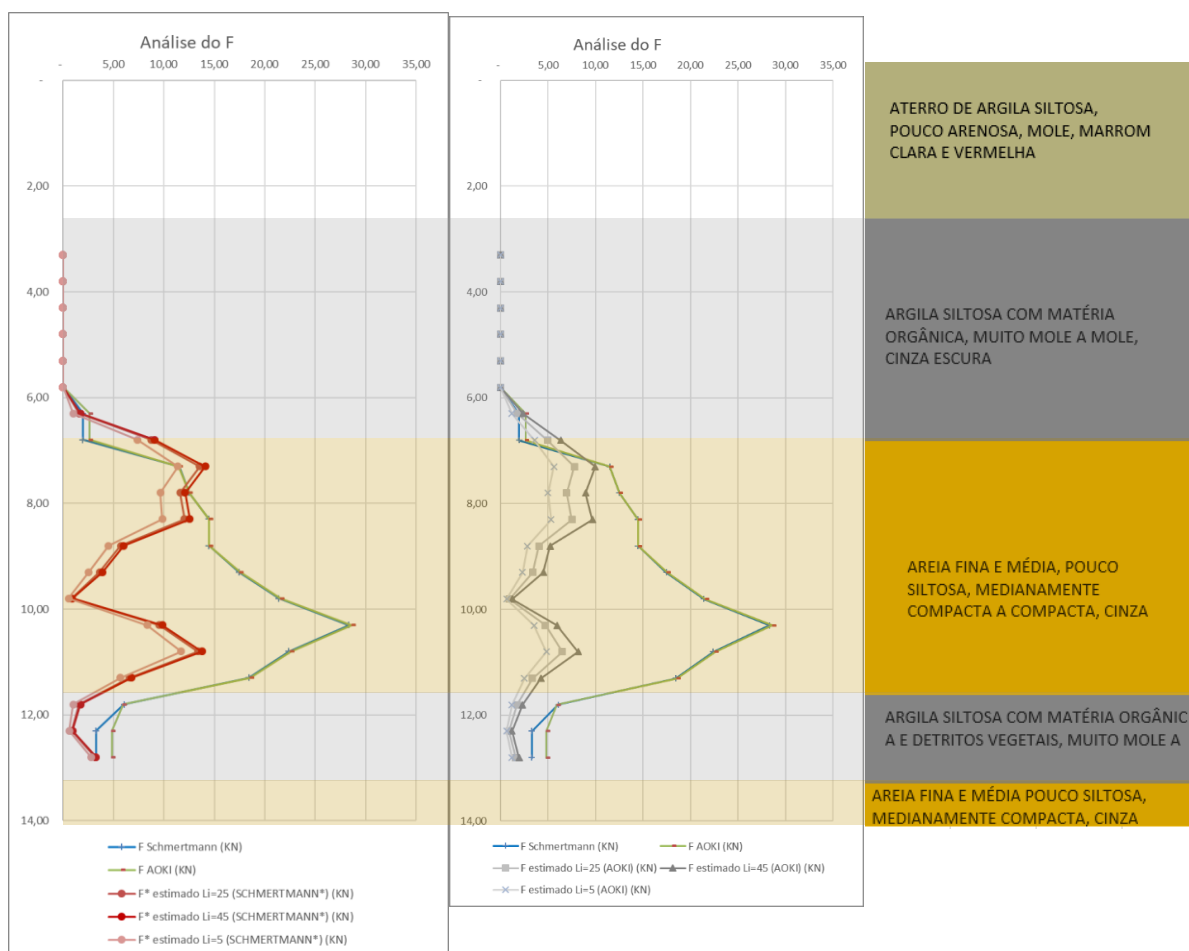 Análise do F
- 5,00 10,00 15,00 20,00 25,00 30,00 35,00
-
2,00
4,00
6,00
8,00
10,00
12,00
14,00
F Schmertmann (KN)
F AOKI (KN)
F* estimado Li=25 (SCHMERTMANN*) (KN)
F* estimado Li=45 (SCHMERTMANN*) (KN)
F* estimado Li=5 (SCHMERTMANN*) (KN)
Análise do F
- 5,00 10,00 15,00 20,00 25,00 30,00 35,00
-
2,00
4,00
6,00
8,00
10,00
12,00
14,00
F Schmertmann (KN) F AOKI (KN)
F estimado Li=25 (AOKI) (KN) F estimado Li=45 (AOKI) (KN)
F estimado Li=5 (AOKI) (KN)
ATERRO DE ARGILA SILTOSA,
POUCO ARENOSA, MOLE, MARROM
CLARA E VERMELHA
ARGILA SILTOSA COM MATÉRIA
ORGÂNICA, MUITO MOLE A MOLE,
CINZA ESCURA
AREIA FINA E MÉDIA, POUCO
SILTOSA, MEDIANAMENTE
COMPACTA A COMPACTA, CINZA
ARGILA SILTOSA COM MATÉRIA ORGÂNIC
A E DETRITOS VEGETAIS, MUITO MOLE A
AREIA FINA E MÉDIA POUCO SILTOSA,
MEDIANAMENTE COMPACTA, CINZA